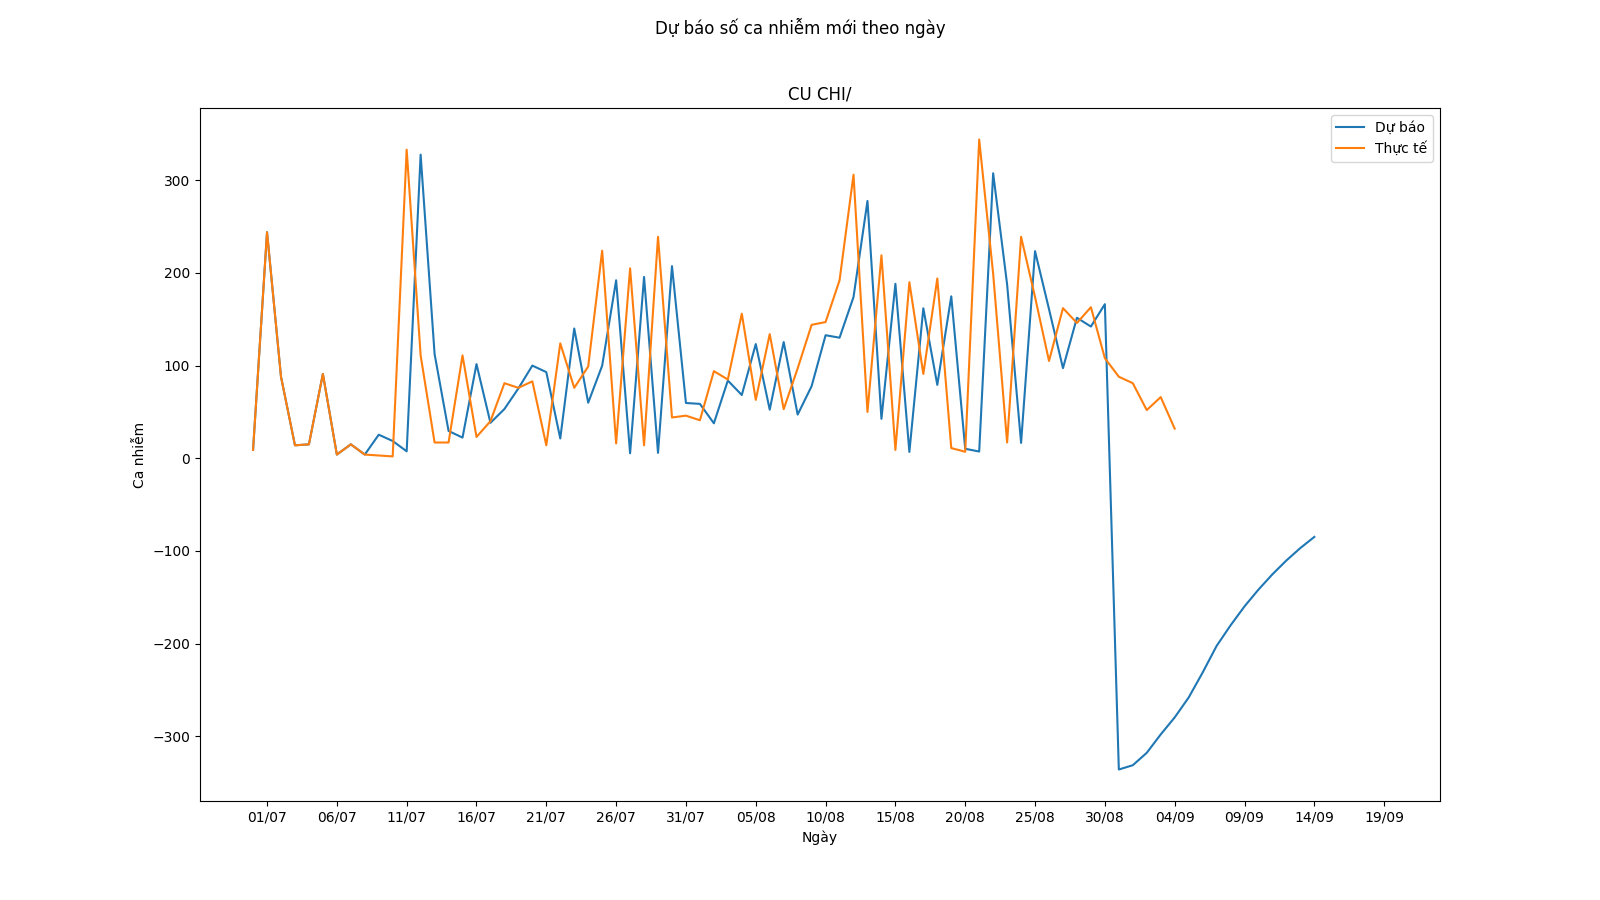 Dự báo số ca nhiễm mới theo ngày
CU CHI/
Dự báo
Thực tế
300
200
100
0
−100
−200
−300
Ca nhiễm
01/07 06/07 11/07 16/07 21/07 26/07 31/07 05/08 10/08 15/08 20/08 25/08 30/08 04/09 09/09 14/09 19/09
Ngày